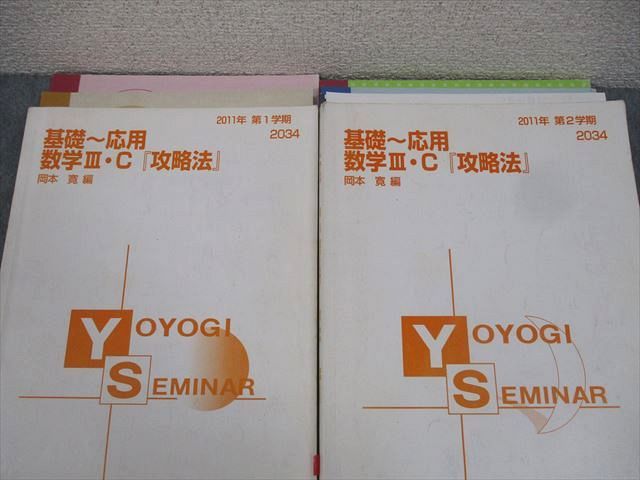 2011年 第1学期
2034
基礎～応用
数学Ⅲ・C『攻略法』
岡本 寛 編
YOYOGI
SEMINAR
2011年 第2学期
2034
基礎～応用
数学Ⅲ・C『攻略法』
岡本 寛 編
YOYOGI
SEMINAR